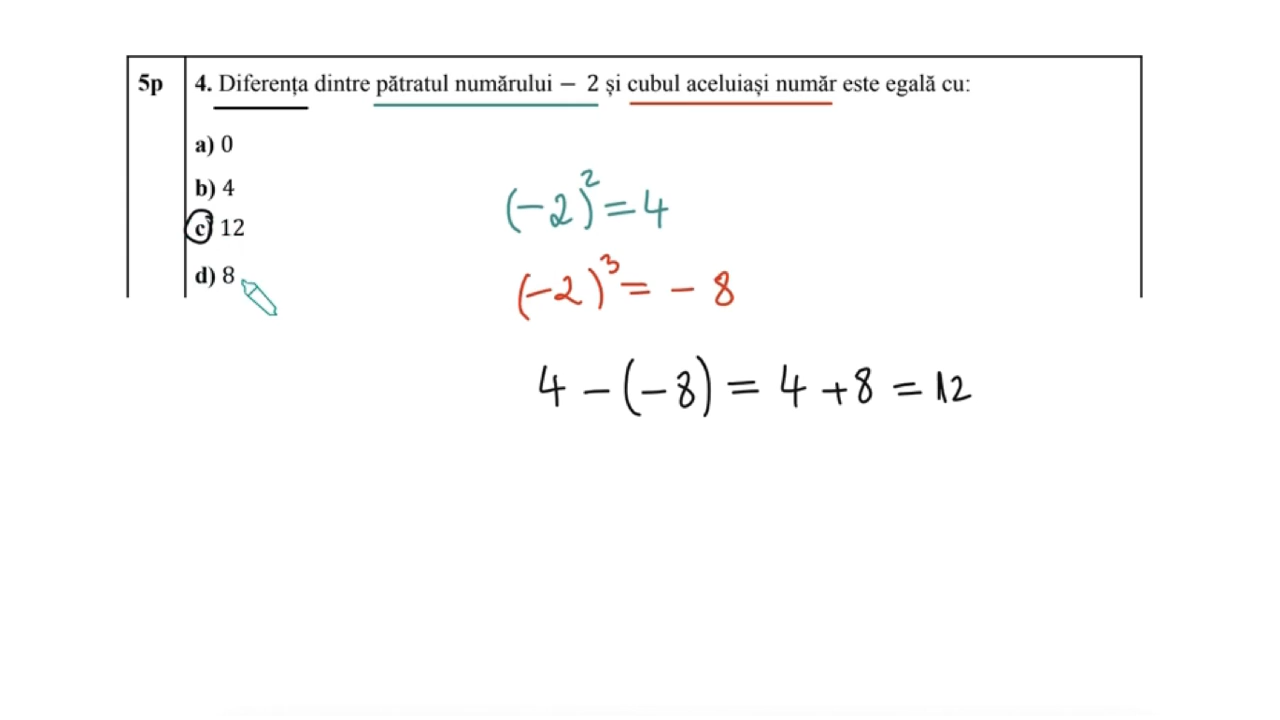 5p 4. Diferența dintre pătratul numărului − 2 și cubul aceluiași număr este egală cu:
a) 0
b) 4
c) 12
d) 8
(-2)² = 4
(-2)³ = - 8
4 - (-8) = 4 + 8 = 12